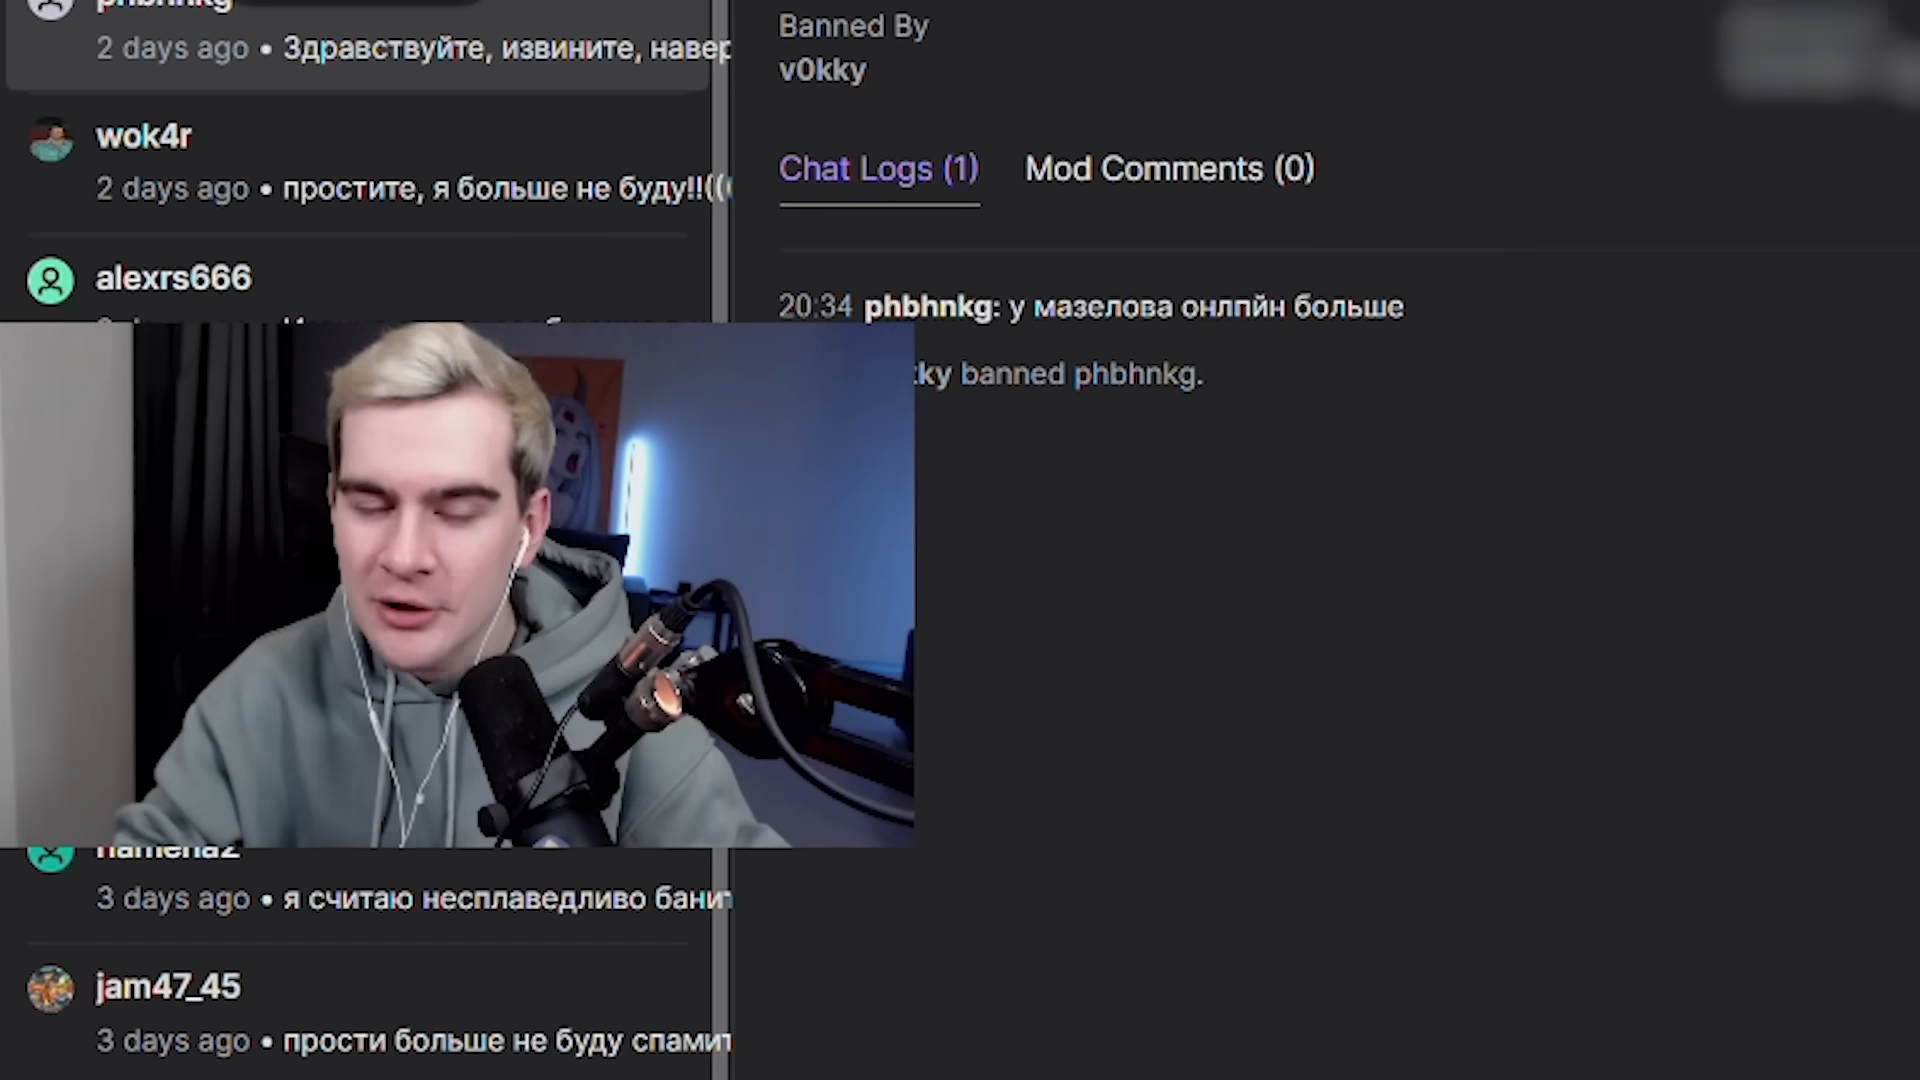 phbhnkg
2 days ago • Здравствуйте, извините, навер
wok4r
2 days ago • простите, я больше не буду!!((
alexrs666
namena2
3 days ago • я считаю несплаведливо банит
jam47_45
3 days ago • прости больше не буду спамит
Banned By
v0kky
Chat Logs (1) Mod Comments (0)
20:34 phbhnkg: у мазелова онлпйн больше
ky banned phbhnkg.